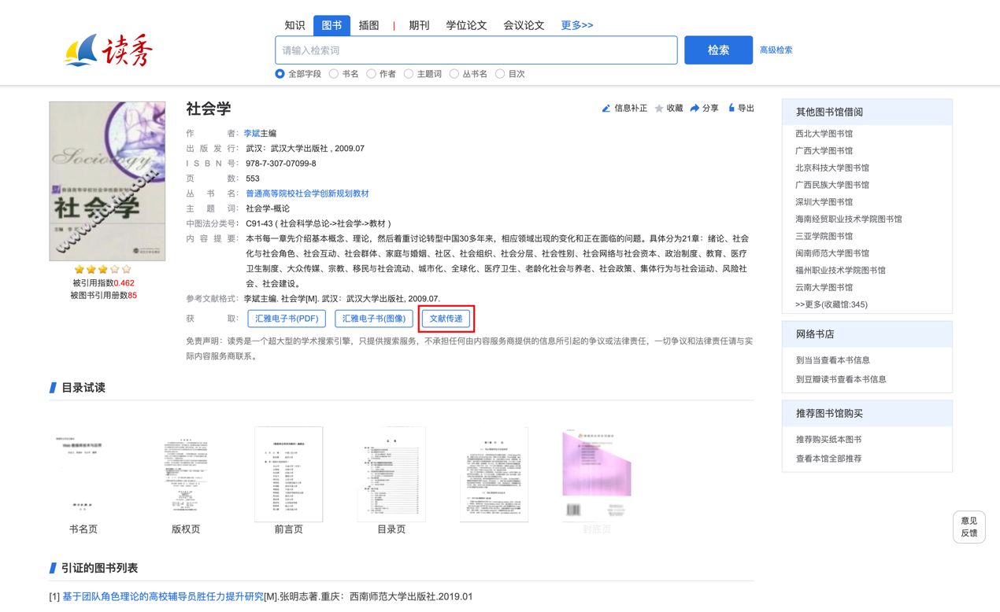 知识 图书 插图 | 期刊 学位论文 会议论文 更多>>
读秀
请输入检索词
检索
高级检索
全部字段 书名 作者 主题词 丛书名 目次
Sociology
社会学
www.duxiu.com
社会学
信息补正 收藏 分享 导出
作者：李斌主编
出版发行：武汉：武汉大学出版社 , 2009.07
ISBN号：978-7-307-07099-8
页数：553
丛书名：普通高等院校社会学创新规划教材
主题词：社会学-概论
中图法分类号：C91-43 ( 社会科学总论->社会学->教材 )
内容提要：本书每一章先介绍基本概念、理论，然后着重讨论转型中国30多年来，相应领域出现的变化和正在面临的问题。具体分为21章：绪论、社会
化与社会角色、社会互动、社会群体、家庭与婚姻、社区、社会组织、社会分层、社会性别、社会网络与社会资本、政治制度、教育、医疗
卫生制度、大众传媒、宗教、移民与社会流动、城市化、全球化、医疗卫生、老龄化社会与养老、社会政策、集体行为与社会运动、风险社
会、社会建设。
参考文献格式：李斌主编. 社会学[M]. 武汉：武汉大学出版社, 2009.07.
获取：汇雅电子书(PDF) 汇雅电子书(图像) 文献传递
免责声明：读秀是一个超大型的学术搜索引擎，只提供搜索服务，不承担任何由内容服务商提供的信息所引起的争议或法律责任，一切争议和法律责任请与实
际内容服务商联系。
被引用指数0.462
被图书引用册数85
目录试读
书名页 版权页 前言页 目录页 封底页
引证的图书列表
[1] 基于团队角色理论的高校辅导员胜任力提升研究[M].张明志著.重庆：西南师范大学出版社.2019.01
其他图书馆借阅
西北大学图书馆
广西大学图书馆
北京科技大学图书馆
广西民族大学图书馆
深圳大学图书馆
海南经贸职业技术学院图书馆
三亚学院图书馆
闽南师范大学图书馆
福州职业技术学院图书馆
云南大学图书馆
>>更多(收藏馆:345)
网络书店
到当当查看本书信息
到豆瓣读书查看本书信息
推荐图书馆购买
推荐购买纸本图书
查看本馆全部推荐
意见
反馈